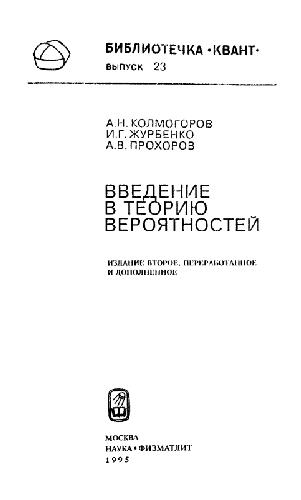 БИБЛИОТЕЧКА •КВАНТ•
ВЫПУСК 23
А.Н. КОЛМОГОРОВ
И.Г. ЖУРБЕНКО
А.В. ПРОХОРОВ
ВВЕДЕНИЕ
В ТЕОРИЮ
ВЕРОЯТНОСТЕЙ
ИЗДАНИЕ ВТОРОЕ, ПЕРЕРАБОТАННОЕ
И ДОПОЛНЕННОЕ
МОСКВА
НАУКА • ФИЗМАТЛИТ
1995